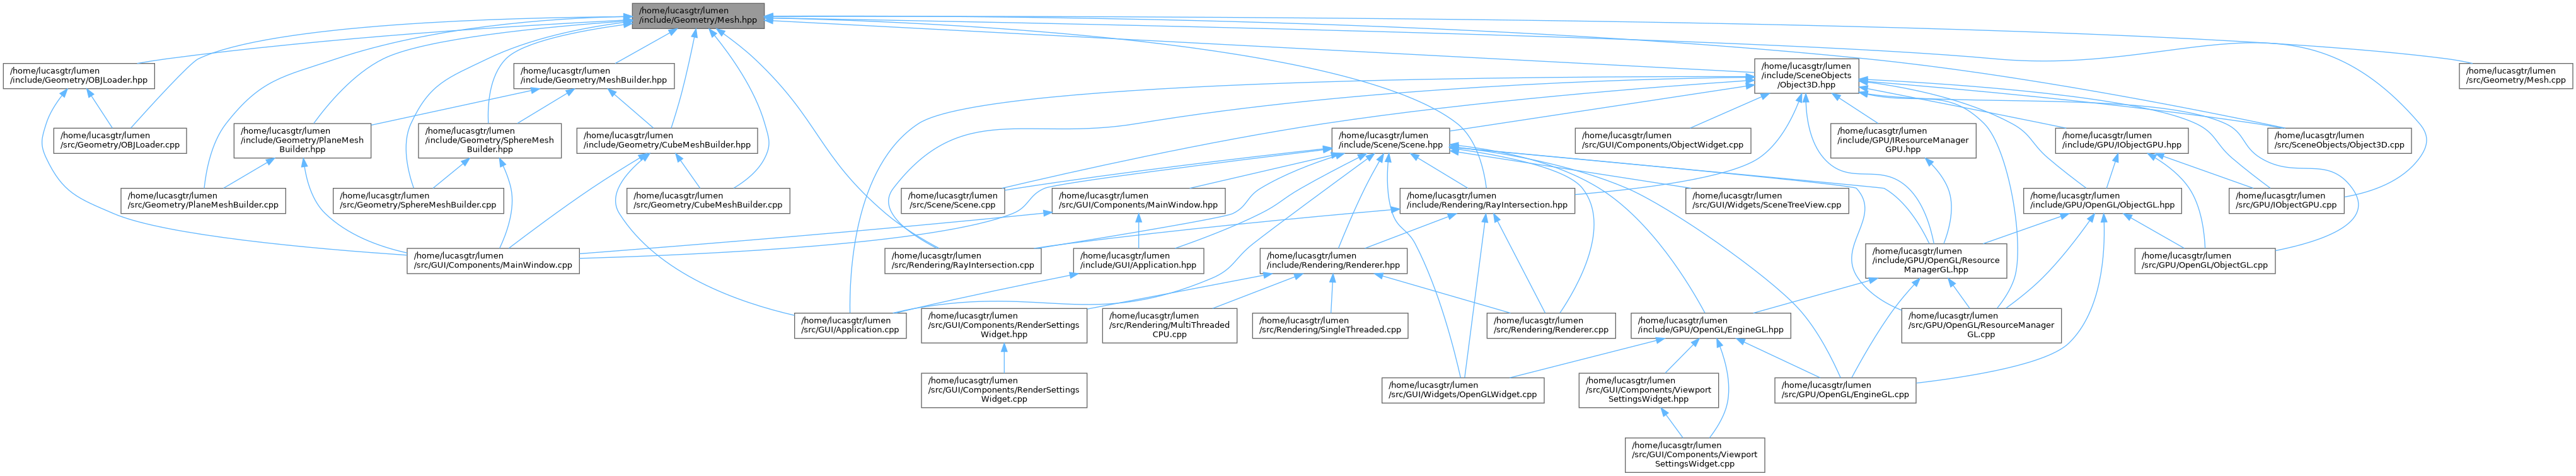 /home/lucasgtr/lumen
/include/Geometry/Mesh.hpp
/home/lucasgtr/lumen
/include/Geometry/OBJLoader.hpp
/home/lucasgtr/lumen
/include/Geometry/MeshBuilder.hpp
/home/lucasgtr/lumen
/include/SceneObjects
/Object3D.hpp
/home/lucasgtr/lumen
/src/Geometry/Mesh.cpp
/home/lucasgtr/lumen
/src/Geometry/OBJLoader.cpp
/home/lucasgtr/lumen
/include/Geometry/PlaneMesh
Builder.hpp
/home/lucasgtr/lumen
/include/Geometry/SphereMesh
Builder.hpp
/home/lucasgtr/lumen
/include/Geometry/CubeMeshBuilder.hpp
/home/lucasgtr/lumen
/include/Scene/Scene.hpp
/home/lucasgtr/lumen
/src/GUI/Components/ObjectWidget.cpp
/home/lucasgtr/lumen
/include/GPU/IResourceManager
GPU.hpp
/home/lucasgtr/lumen
/include/GPU/IObjectGPU.hpp
/home/lucasgtr/lumen
/src/SceneObjects/Object3D.cpp
/home/lucasgtr/lumen
/src/Geometry/PlaneMeshBuilder.cpp
/home/lucasgtr/lumen
/src/Geometry/SphereMeshBuilder.cpp
/home/lucasgtr/lumen
/src/Geometry/CubeMeshBuilder.cpp
/home/lucasgtr/lumen
/src/Scene/Scene.cpp
/home/lucasgtr/lumen
/src/GUI/Components/MainWindow.hpp
/home/lucasgtr/lumen
/include/Rendering/RayIntersection.hpp
/home/lucasgtr/lumen
/src/GUI/Widgets/SceneTreeView.cpp
/home/lucasgtr/lumen
/include/GPU/OpenGL/ObjectGL.hpp
/home/lucasgtr/lumen
/src/GPU/IObjectGPU.cpp
/home/lucasgtr/lumen
/src/GUI/Components/MainWindow.cpp
/home/lucasgtr/lumen
/src/Rendering/RayIntersection.cpp
/home/lucasgtr/lumen
/include/GUI/Application.hpp
/home/lucasgtr/lumen
/include/Rendering/Renderer.hpp
/home/lucasgtr/lumen
/include/GPU/OpenGL/Resource
ManagerGL.hpp
/home/lucasgtr/lumen
/src/GPU/OpenGL/ObjectGL.cpp
/home/lucasgtr/lumen
/src/GUI/Application.cpp
/home/lucasgtr/lumen
/src/GUI/Components/RenderSettings
Widget.hpp
/home/lucasgtr/lumen
/src/Rendering/MultiThreaded
CPU.cpp
/home/lucasgtr/lumen
/src/Rendering/SingleThreaded.cpp
/home/lucasgtr/lumen
/src/Rendering/Renderer.cpp
/home/lucasgtr/lumen
/include/GPU/OpenGL/EngineGL.hpp
/home/lucasgtr/lumen
/src/GPU/OpenGL/ResourceManager
GL.cpp
/home/lucasgtr/lumen
/src/GUI/Components/RenderSettings
Widget.cpp
/home/lucasgtr/lumen
/src/GUI/Widgets/OpenGLWidget.cpp
/home/lucasgtr/lumen
/src/GUI/Components/Viewport
SettingsWidget.hpp
/home/lucasgtr/lumen
/src/GPU/OpenGL/EngineGL.cpp
/home/lucasgtr/lumen
/src/GUI/Components/Viewport
SettingsWidget.cpp